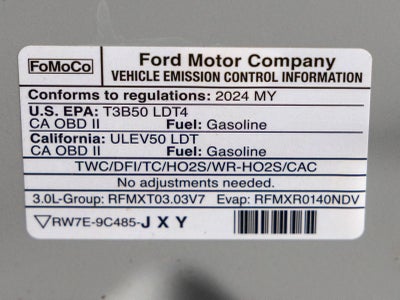 FoMoCo
Ford Motor Company
VEHICLE EMISSION CONTROL INFORMATION
Conforms to regulations: 2024 MY
U.S. EPA: T3B50 LDT4
CA OBD II Fuel: Gasoline
California: ULEV50 LDT
CA OBD II Fuel: Gasoline
TWC/DFI/TC/HO2S/WR-HO2S/CAC
No adjustments needed.
3.0L-Group: RFMXT03.03V7 Evap: RFMXR0140NDV
RW7E-9C485-JXY